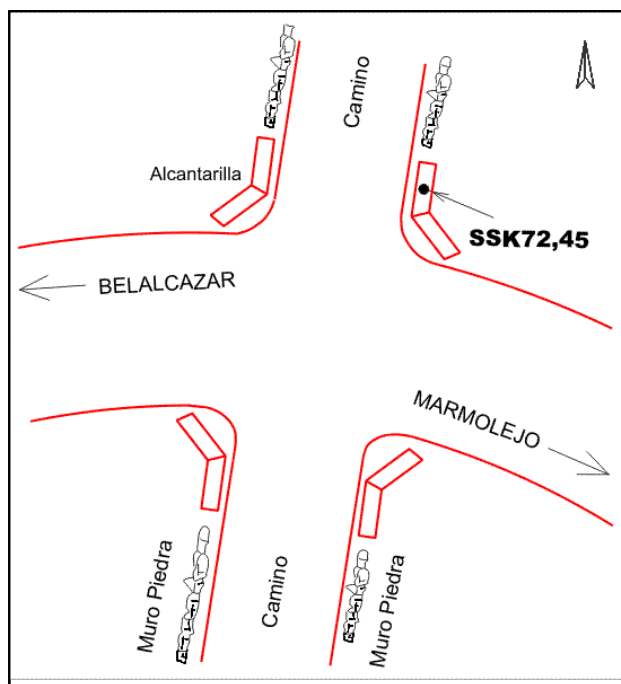 Camino
Alcantarilla
SSK72,45
BELALCAZAR
MARMOLEJO
Muro Piedra
Camino
Muro Piedra